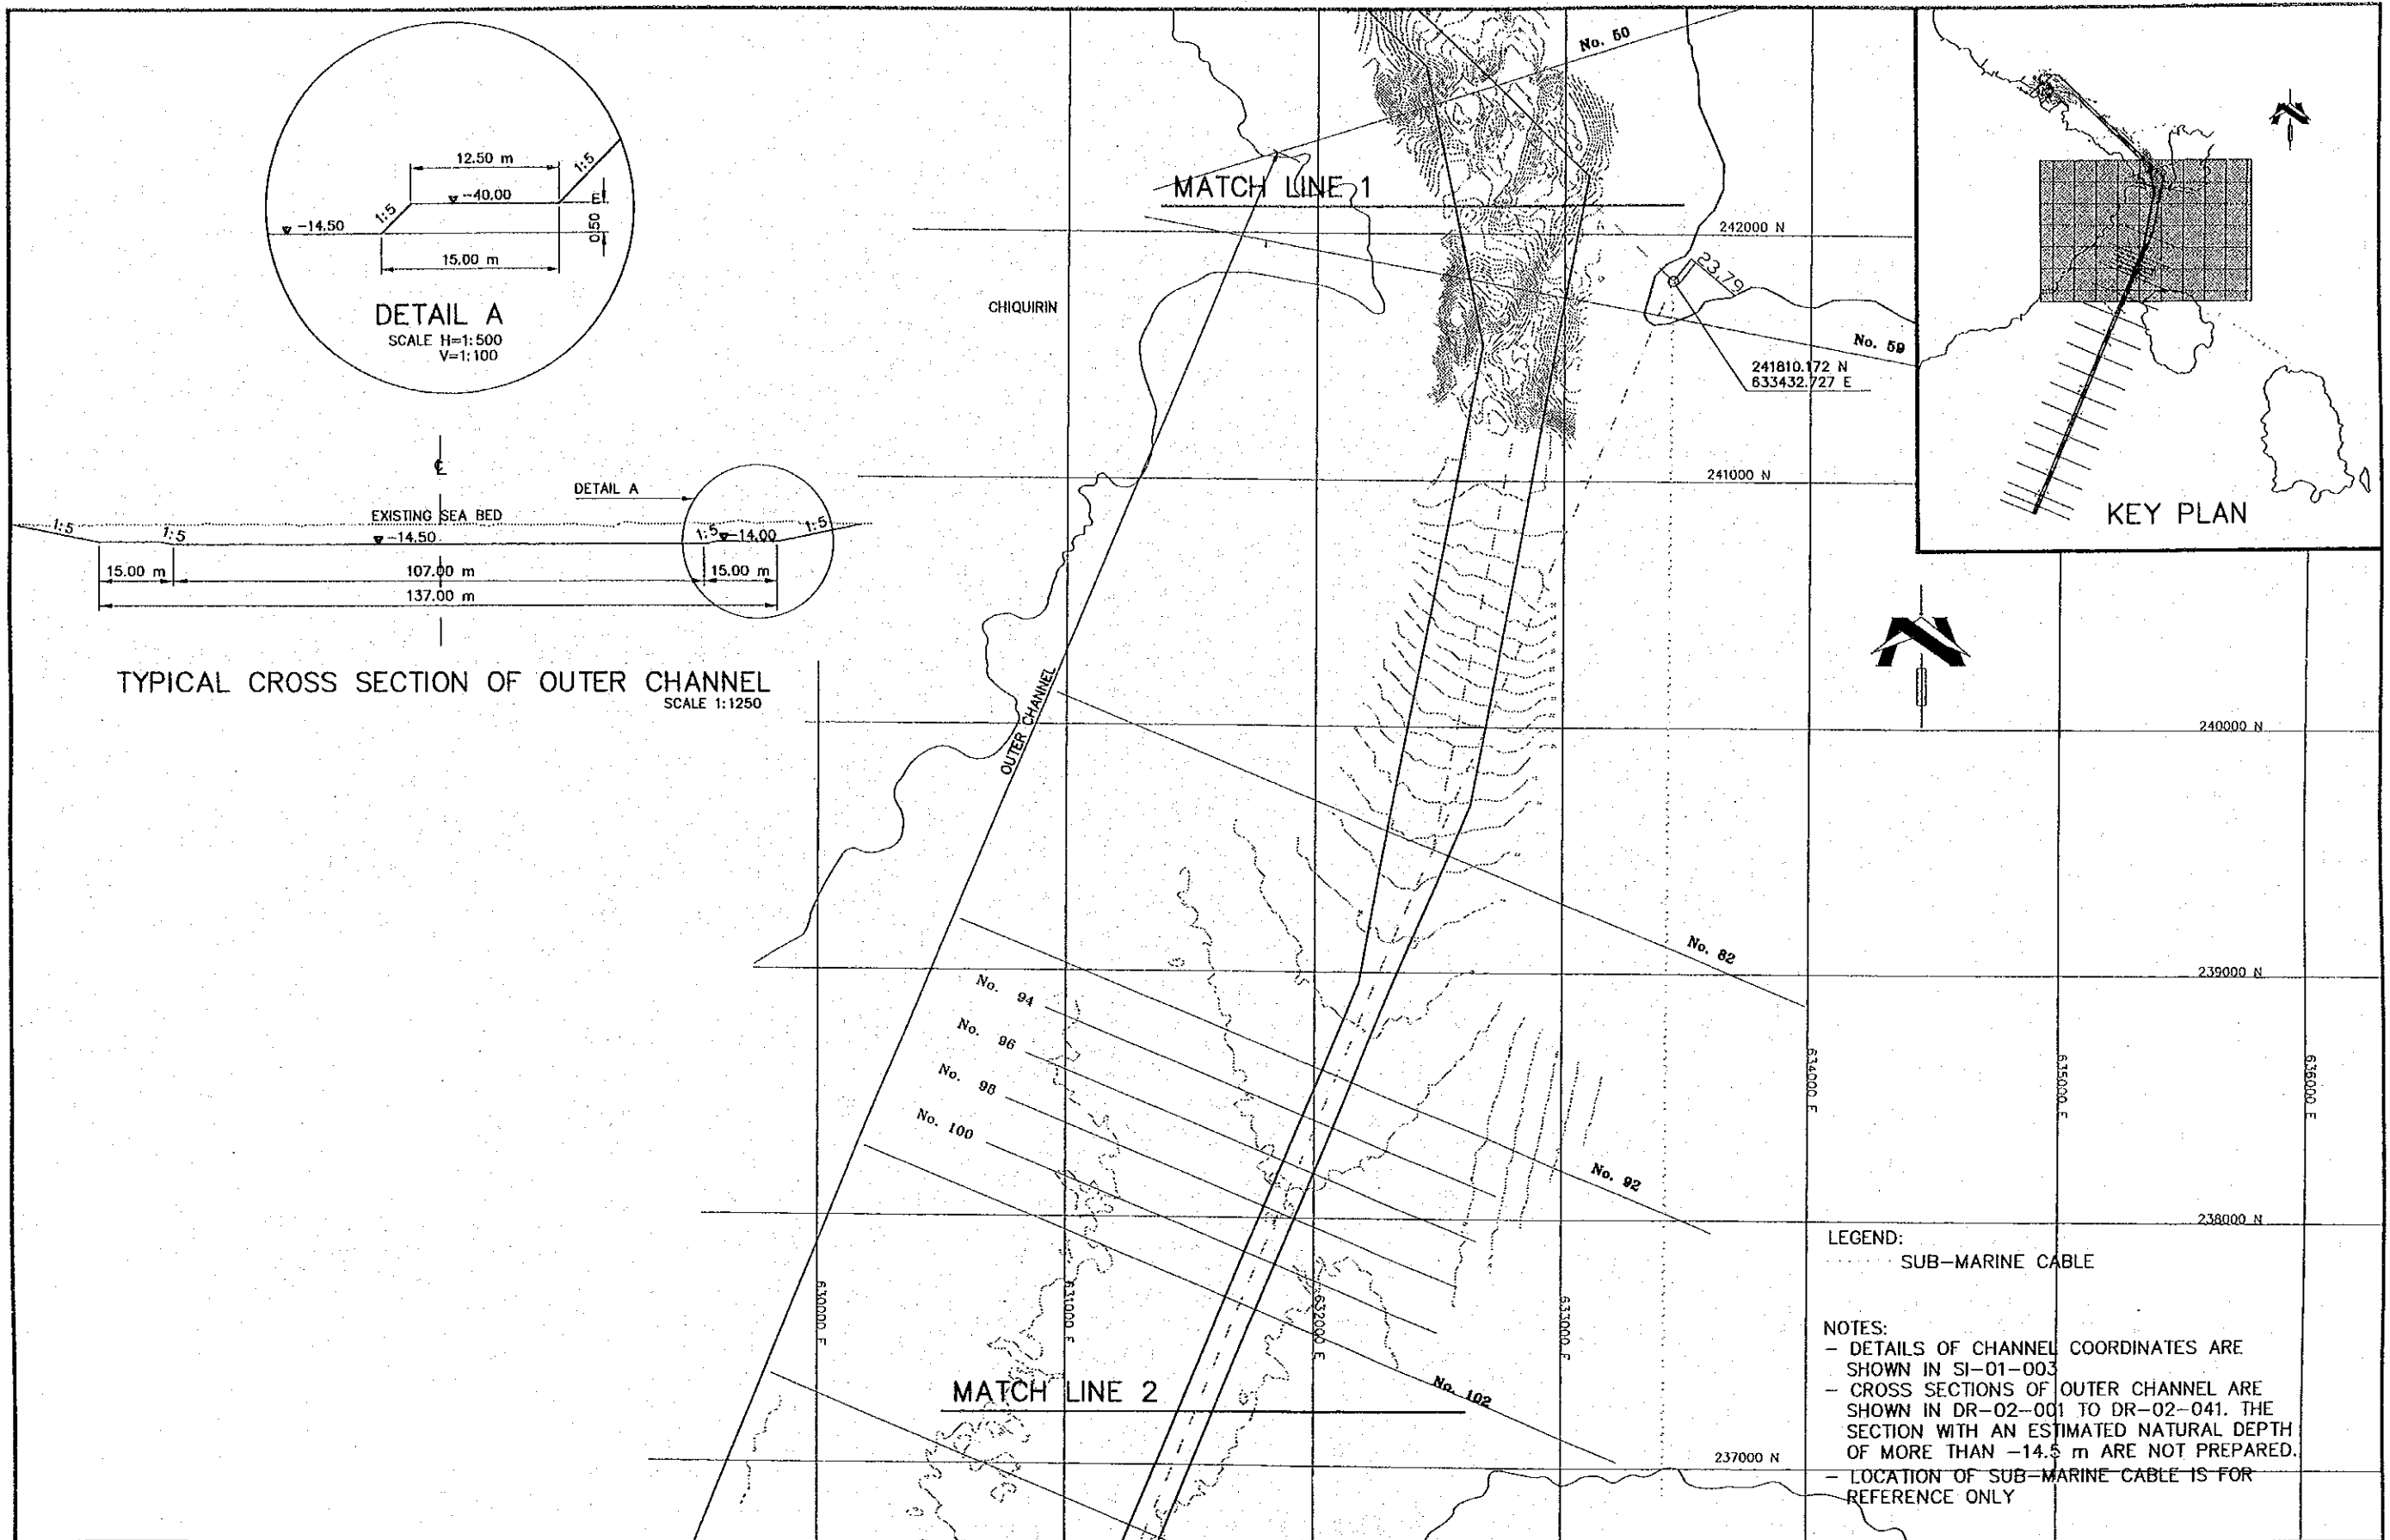 12.50 m
1:5
-40.00
1:5
-14.50
0.50
15.00 m
DETAIL A
SCALE H=1:500
V=1:100
℄
DETAIL A
EXISTING SEA BED
1:5
1:5
-14.50
1:5
-14.00
1:5
15.00 m
107.00 m
15.00 m
137.00 m
TYPICAL CROSS SECTION OF OUTER CHANNEL
SCALE 1:1250
No. 50
MATCH LINE 1
242000 N
23.79
CHIQUIRIN
No. 59
241810.172 N
633432.727 E
241000 N
KEY PLAN
OUTER CHANNEL
240000 N
No. 82
239000 N
No. 94
No. 96
No. 98
No. 100
634000 E
635000 E
636000 E
No. 92
238000 N
630000 E
631000 E
632000 E
633000 E
LEGEND:
SUB-MARINE CABLE
MATCH LINE 2
No. 102
237000 N
NOTES:
- DETAILS OF CHANNEL COORDINATES ARE
SHOWN IN SI-01-003
- CROSS SECTIONS OF OUTER CHANNEL ARE
SHOWN IN DR-02-001 TO DR-02-041. THE
SECTION WITH AN ESTIMATED NATURAL DEPTH
OF MORE THAN -14.5 m ARE NOT PREPARED.
- LOCATION OF SUB-MARINE CABLE IS FOR
REFERENCE ONLY